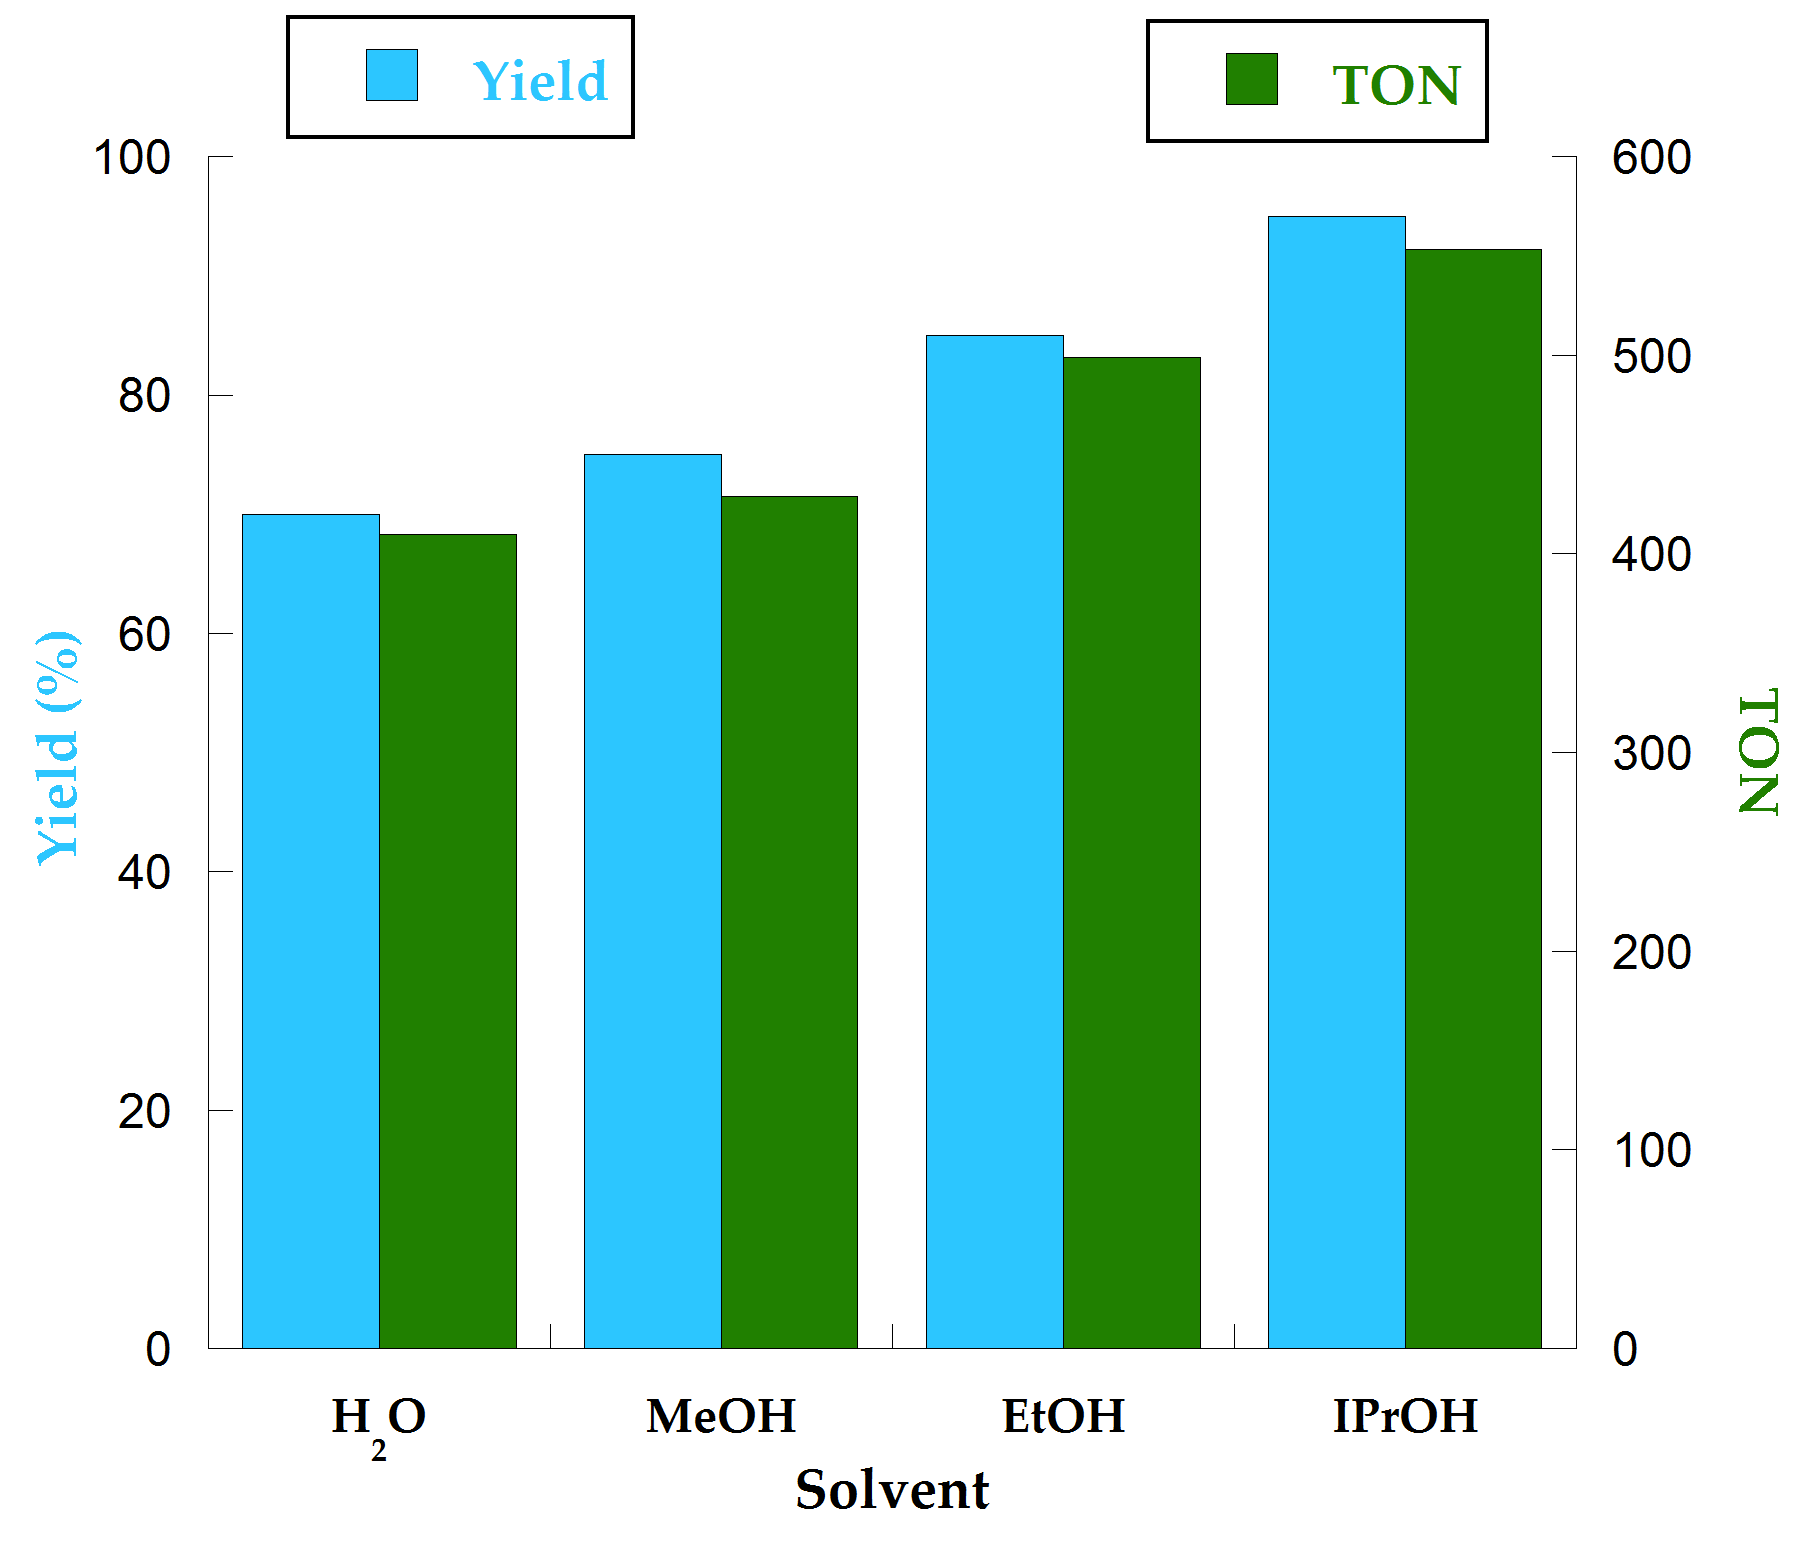 Yield
TON
100
80
60
40
20
0
Yield (%)
600
500
400
300
200
100
0
TON
H₂O
MeOH
EtOH
IPrOH
Solvent